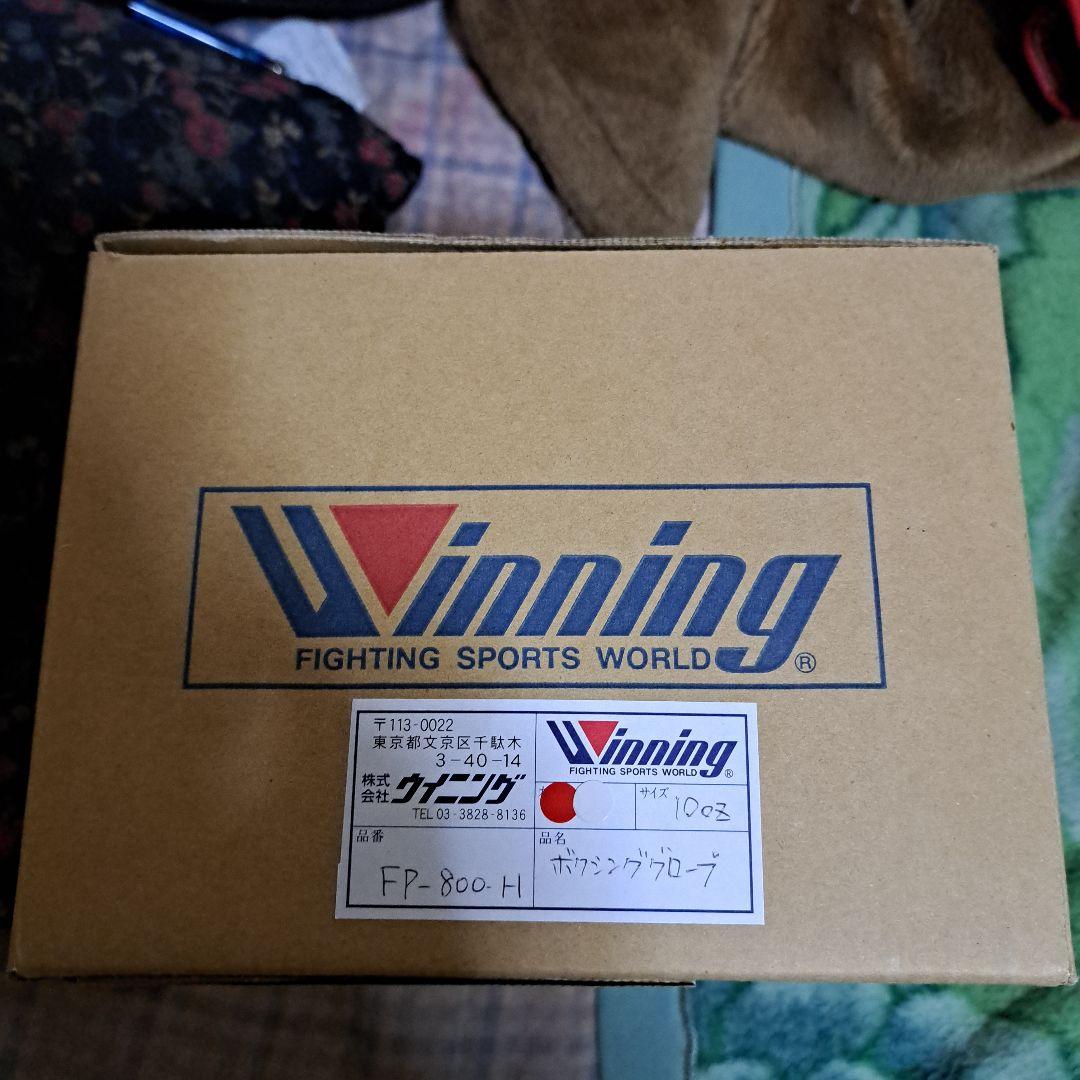 Winning
FIGHTING SPORTS WORLD ®
〒113-0022
東京都文京区千駄木
3-40-14
株式会社 ウイニング
TEL 03-3828-8136
Winning
FIGHTING SPORTS WORLD ®
サイズ
10oz
品番
FP-800-H
品名
ボクシンググローブ